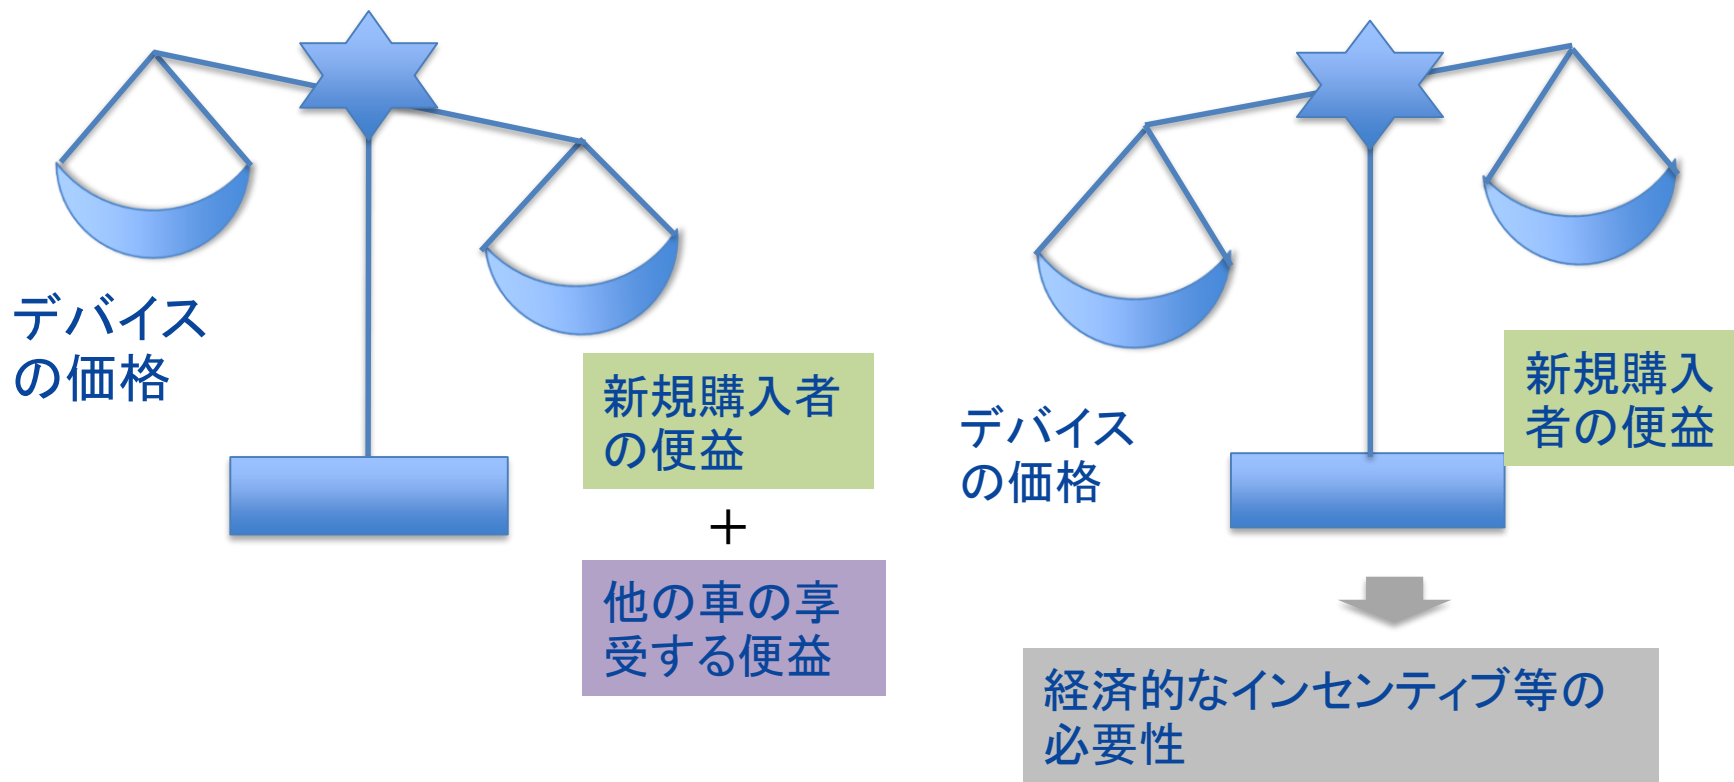 デバイス
の価格
新規購入者
の便益
＋
他の車の享
受する便益
デバイス
の価格
新規購入
者の便益
経済的なインセンティブ等の
必要性